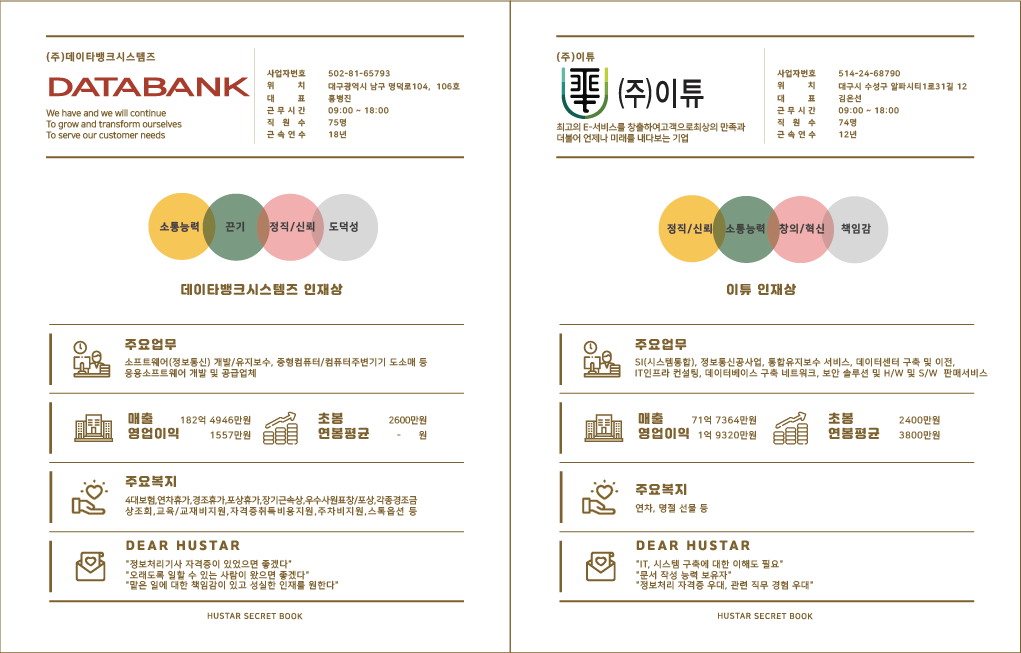 (주)데이타뱅크시스템즈
DATABANK
We have and we will continue
To grow and transform ourselves
To serve our customer needs
사업자번호 502-81-65793
위 치 대구광역시 남구 명덕로104, 106호
대 표 홍병진
근무시간 09:00 ~ 18:00
직 원 수 75명
근속연수 18년
소통능력 끈기 정직/신뢰 도덕성
데이타뱅크시스템즈 인재상
주요업무
소프트웨어(정보통신) 개발/유지보수, 중형컴퓨터/컴퓨터주변기기 도소매 등
응용소프트웨어 개발 및 공급업체
매출 182억 4946만원
영업이익 1557만원
초봉 2600만원
연봉평균 - 원
주요복지
4대보험,연차휴가,경조휴가,포상휴가,장기근속상,우수사원표창/포상,각종경조금
상조회,교육/교재비지원,자격증취득비용지원,주차비지원,스톡옵션 등
DEAR HUSTAR
"정보처리기사 자격증이 있었으면 좋겠다"
"오래도록 일할 수 있는 사람이 왔으면 좋겠다"
"맡은 일에 대한 책임감이 있고 성실한 인재를 원한다"
HUSTAR SECRET BOOK
(주)이튜
(주)이튜
최고의 E-서비스를 창출하여고객으로최상의 만족과
더불어 언제나 미래를 내다보는 기업
사업자번호 514-24-68790
위 치 대구시 수성구 알파시티1로31길 12
대 표 김은선
근무시간 09:00 ~ 18:00
직 원 수 74명
근속연수 12년
정직/신뢰 소통능력 창의/혁신 책임감
이튜 인재상
주요업무
SI(시스템통합), 정보통신공사업, 통합유지보수 서비스, 데이터센터 구축 및 이전,
IT인프라 컨설팅, 데이터베이스 구축 네트워크, 보안 솔루션 및 H/W 및 S/W 판매서비스
매출 71억 7364만원
영업이익 1억 9320만원
초봉 2400만원
연봉평균 3800만원
주요복지
연차, 명절 선물 등
DEAR HUSTAR
"IT, 시스템 구축에 대한 이해도 필요"
"문서 작성 능력 보유자"
"정보처리 자격증 우대, 관련 직무 경험 우대"
HUSTAR SECRET BOOK